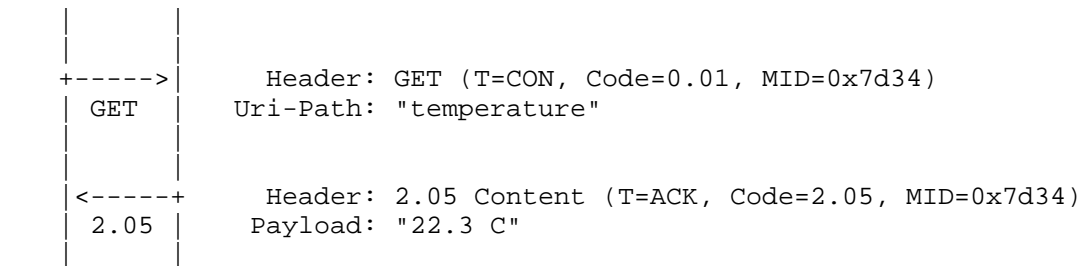 +----->| Header: GET (T=CON, Code=0.01, MID=0x7d34)
| GET | Uri-Path: "temperature"
|<-----+ Header: 2.05 Content (T=ACK, Code=2.05, MID=0x7d34)
| 2.05 | Payload: "22.3 C"